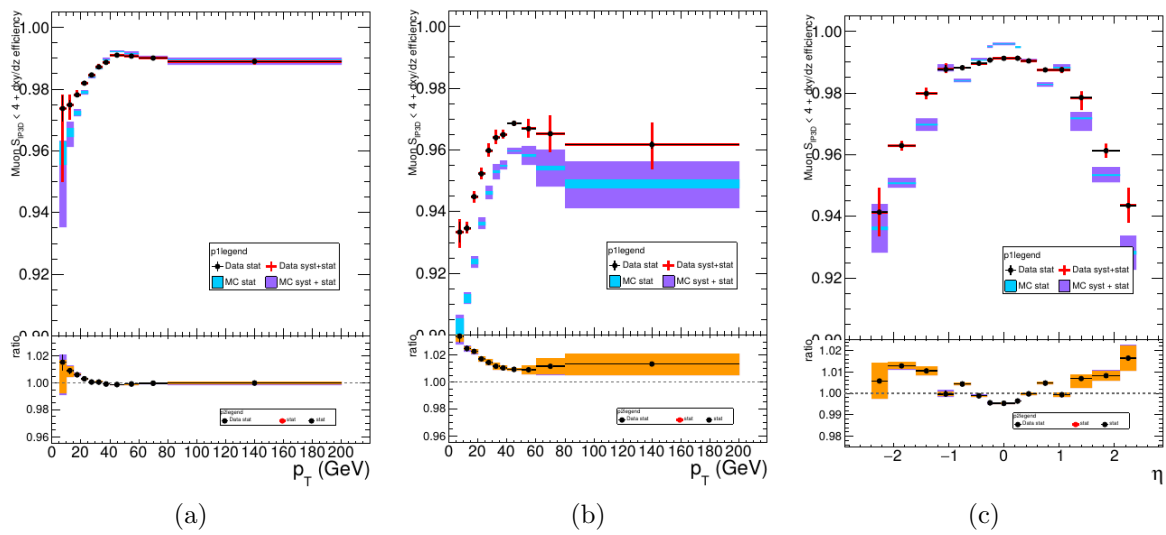 Muon S_IP3D < 4 + dxy/dz efficiency
1.00
0.98
0.96
0.94
0.92
0.90
p1legend
Data stat Data syst+stat
MC stat MC syst + stat
ratio
1.02
1.00
0.98
0.96
p2legend
Data stat stat stat
0 20 40 60 80 100 120 140 160 180 200
p_T (GeV)
(a)
Muon S_IP3D < 4 + dxy/dz efficiency
1.00
0.98
0.96
0.94
0.92
0.90
p1legend
Data stat Data syst+stat
MC stat MC syst + stat
ratio
1.02
1.00
0.98
0.96
p2legend
Data stat stat stat
0 20 40 60 80 100 120 140 160 180 200
p_T (GeV)
(b)
Muon S_IP3D < 4 + dxy/dz efficiency
1.00
0.98
0.96
0.94
0.92
0.90
p1legend
Data stat Data syst+stat
MC stat MC syst + stat
ratio
1.02
1.01
1.00
0.99
0.98
p2legend
Data stat stat stat
−2 −1 0 1 2
η
(c)